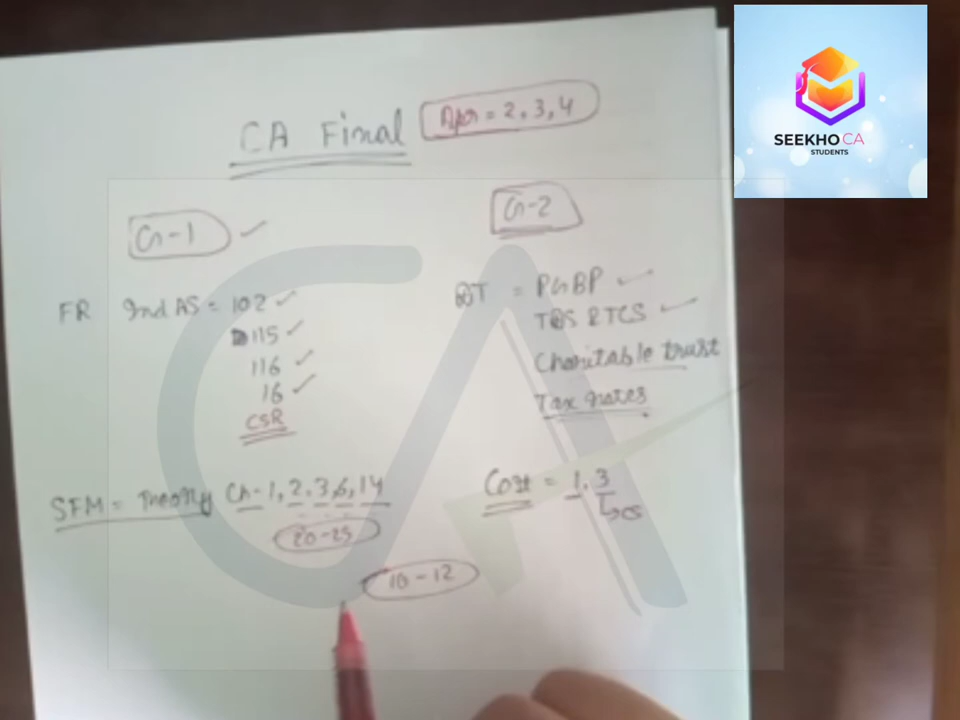 SEEKHO CA
STUDENTS
CA Final
Apr = 2, 3, 4
G-1 ✓
FR Ind AS = 102 ✓
115 ✓
116 ✓
16 ✓
CSR
SFM = Theory Ch-1, 2, 3, 6, 14
20-25
10-12
G-2
DT = PGBP ✓
TDS & TCS ✓
Charitable trust
Tax rates
Cost = 1, 3
↳CS
CA